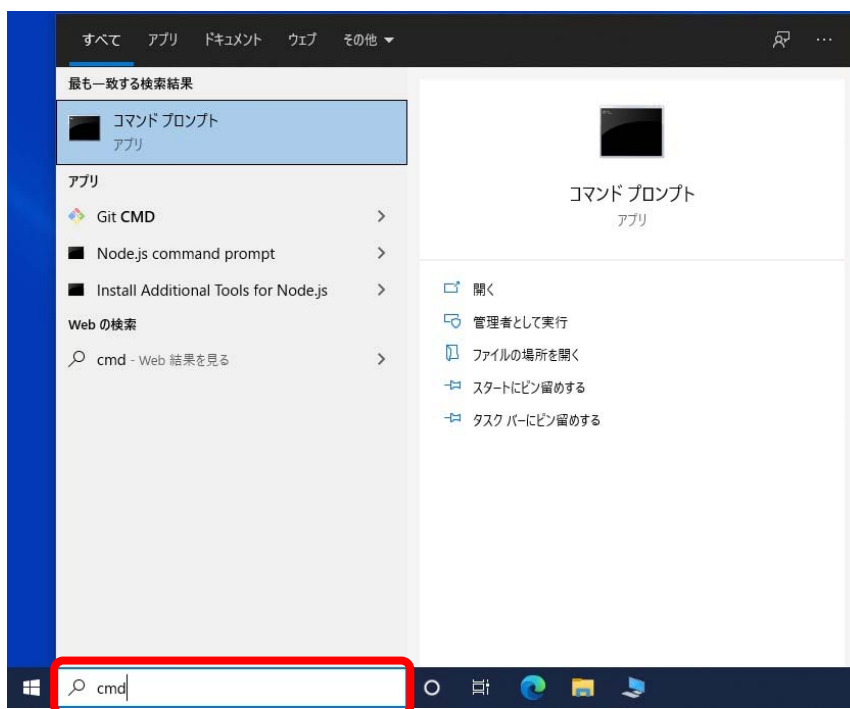 すべて アプリ ドキュメント ウェブ その他
最も一致する検索結果
コマンド プロンプト
アプリ
アプリ
Git CMD
Node.js command prompt
Install Additional Tools for Node.js
Web の検索
cmd - Web 結果を見る
コマンド プロンプト
アプリ
開く
管理者として実行
ファイルの場所を開く
スタートにピン留めする
タスク バーにピン留めする
cmd